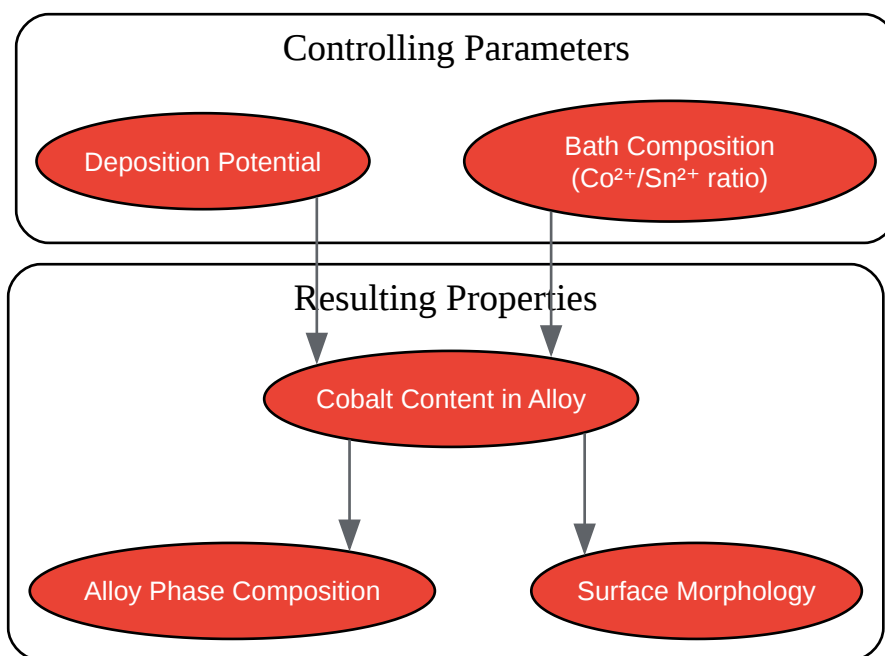 Controlling Parameters
Deposition Potential
Bath Composition
(Co²⁺/Sn²⁺ ratio)
Resulting Properties
Cobalt Content in Alloy
Alloy Phase Composition
Surface Morphology